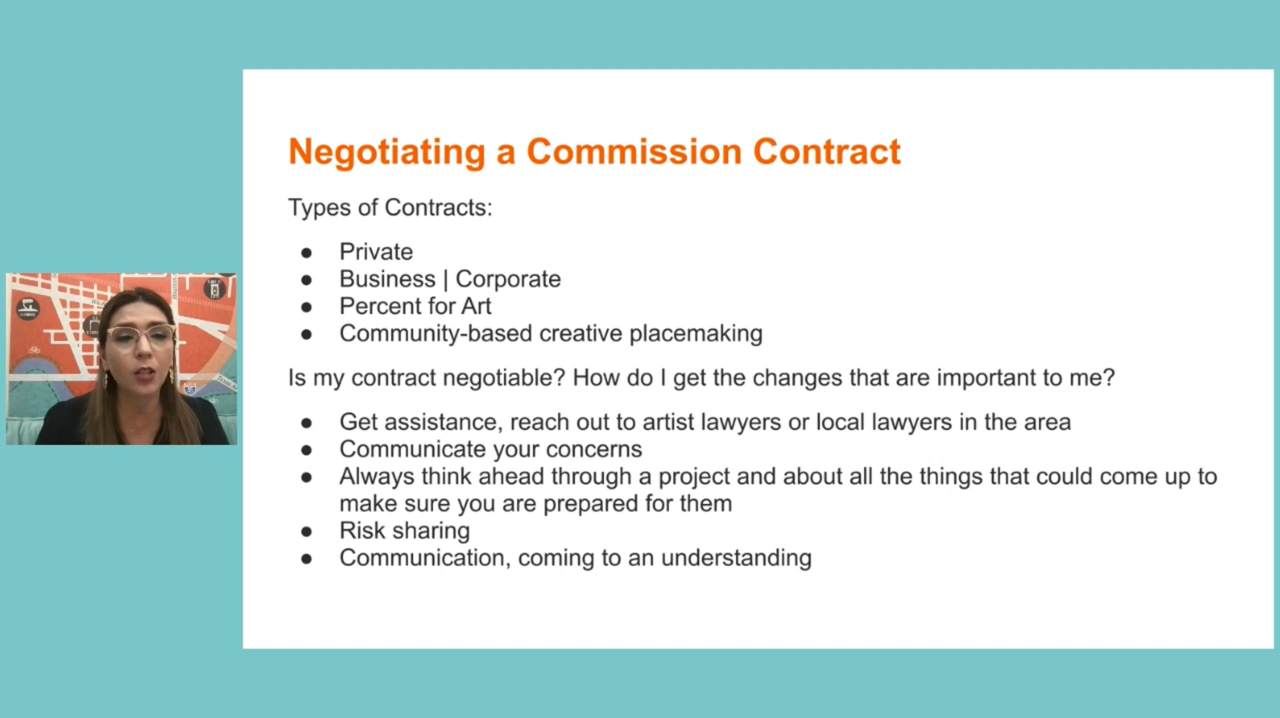 Negotiating a Commission Contract
Types of Contracts:
● Private
● Business | Corporate
● Percent for Art
● Community-based creative placemaking
Is my contract negotiable? How do I get the changes that are important to me?
● Get assistance, reach out to artist lawyers or local lawyers in the area
● Communicate your concerns
● Always think ahead through a project and about all the things that could come up to
make sure you are prepared for them
● Risk sharing
● Communication, coming to an understanding